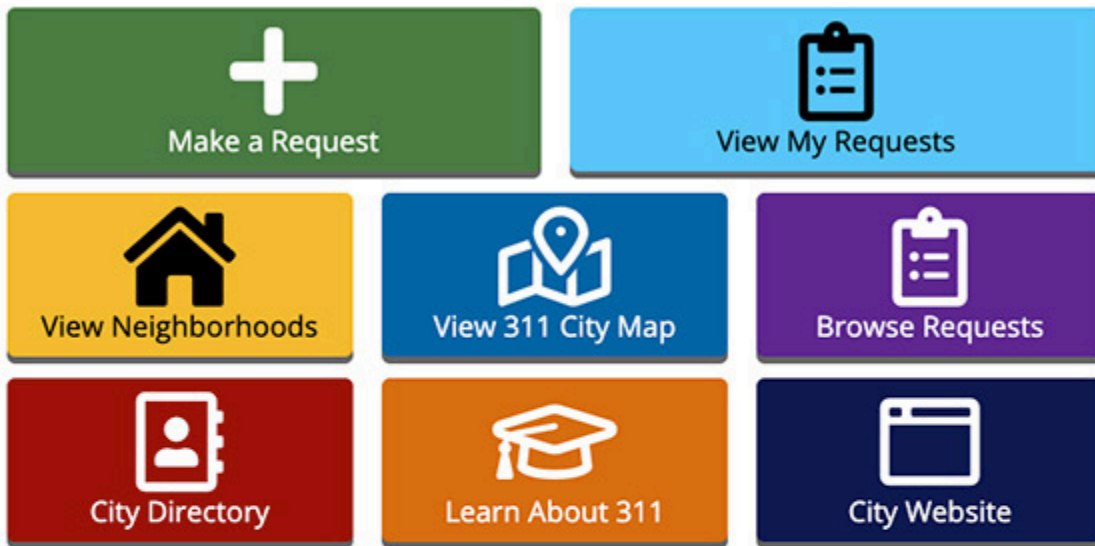 Make a Request
View My Requests
View Neighborhoods
View 311 City Map
Browse Requests
City Directory
Learn About 311
City Website